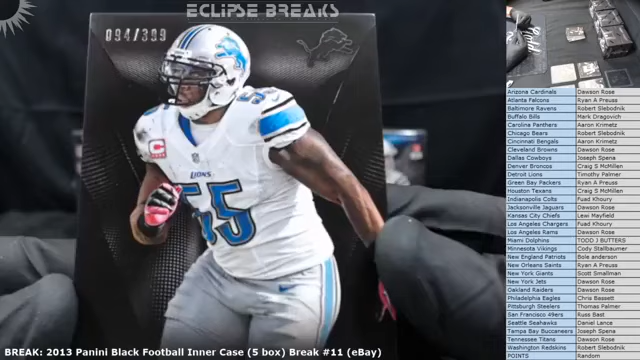 ECLIPSE BREAKS
094/399
LIONS
55
55
Arizona Cardinals Dawson Rose
Atlanta Falcons Ryan A Preuss
Baltimore Ravens Robert Slebodnik
Buffalo Bills Mark Dragovich
Carolina Panthers Aaron Krimetz
Chicago Bears Robert Slebodnik
Cincinnati Bengals Aaron Krimetz
Cleveland Browns Dawson Rose
Dallas Cowboys Joseph Spena
Denver Broncos Craig S McMillen
Detroit Lions Timothy Palmer
Green Bay Packers Ryan A Preuss
Houston Texans Craig S McMillen
Indianapolis Colts Fuad Khoury
Jacksonville Jaguars Dawson Rose
Kansas City Chiefs Lewi Mayfield
Los Angeles Chargers Fuad Khoury
Los Angeles Rams Dawson Rose
Miami Dolphins TODD J BUTTERS
Minnesota Vikings Cody Stallbaumer
New England Patriots Bole anderson
New Orleans Saints Ryan A Preuss
New York Giants Scott Smallman
New York Jets Dawson Rose
Oakland Raiders Dawson Rose
Philadelphia Eagles Chris Bassett
Pittsburgh Steelers Thomas Palmer
San Francisco 49ers Russ Bast
Seattle Seahawks Daniel Lance
Tampa Bay Buccaneers Joseph Spena
Tennessee Titans Dawson Rose
Washington Redskins Robert Slebodnik
POINTS Random
BREAK: 2013 Panini Black Football Inner Case (5 box) Break #11 (eBay)